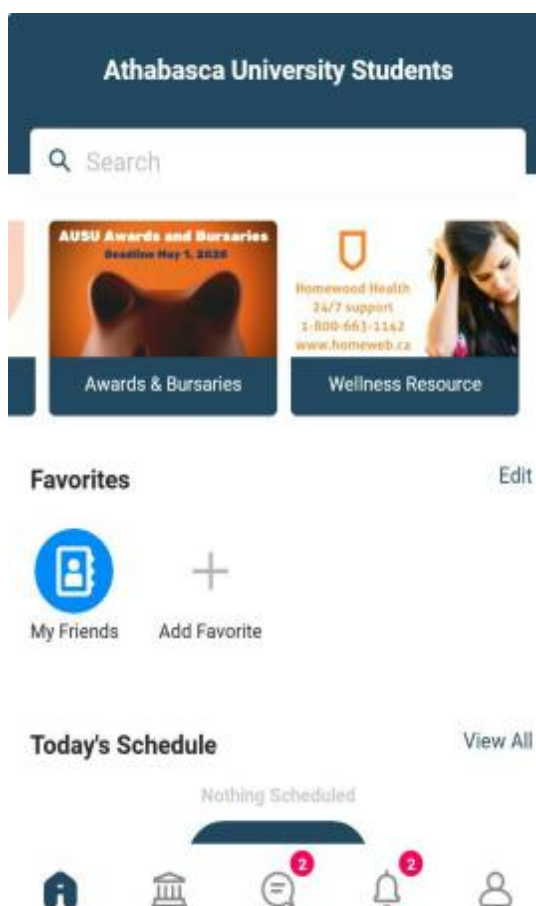 Athabasca University Students
Search
AUSU Awards and Bursaries
Deadline May 1, 2020
Homewood Health
24/7 support
1-800-663-1142
www.homeweb.ca
Awards & Bursaries
Wellness Resource
Favorites
Edit
My Friends
Add Favorite
Today's Schedule
View All
Nothing Scheduled
2
2